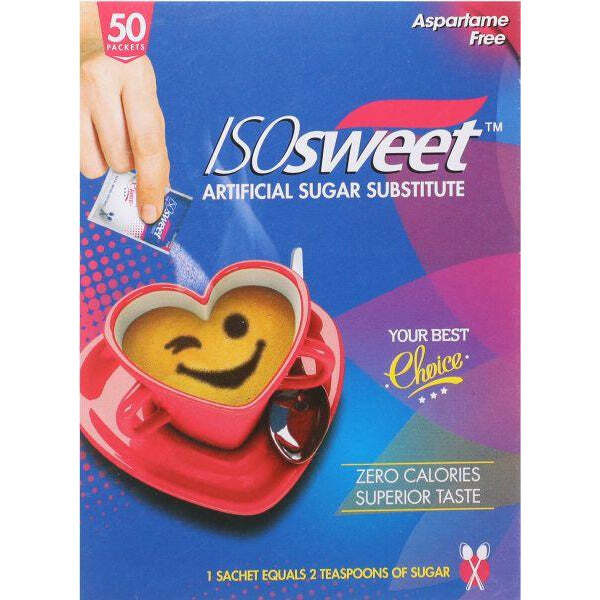 50
PACKETS
Aspartame
Free
ISOsweet™
ARTIFICIAL SUGAR SUBSTITUTE
YOUR BEST
Choice
ZERO CALORIES
SUPERIOR TASTE
1 SACHET EQUALS 2 TEASPOONS OF SUGAR